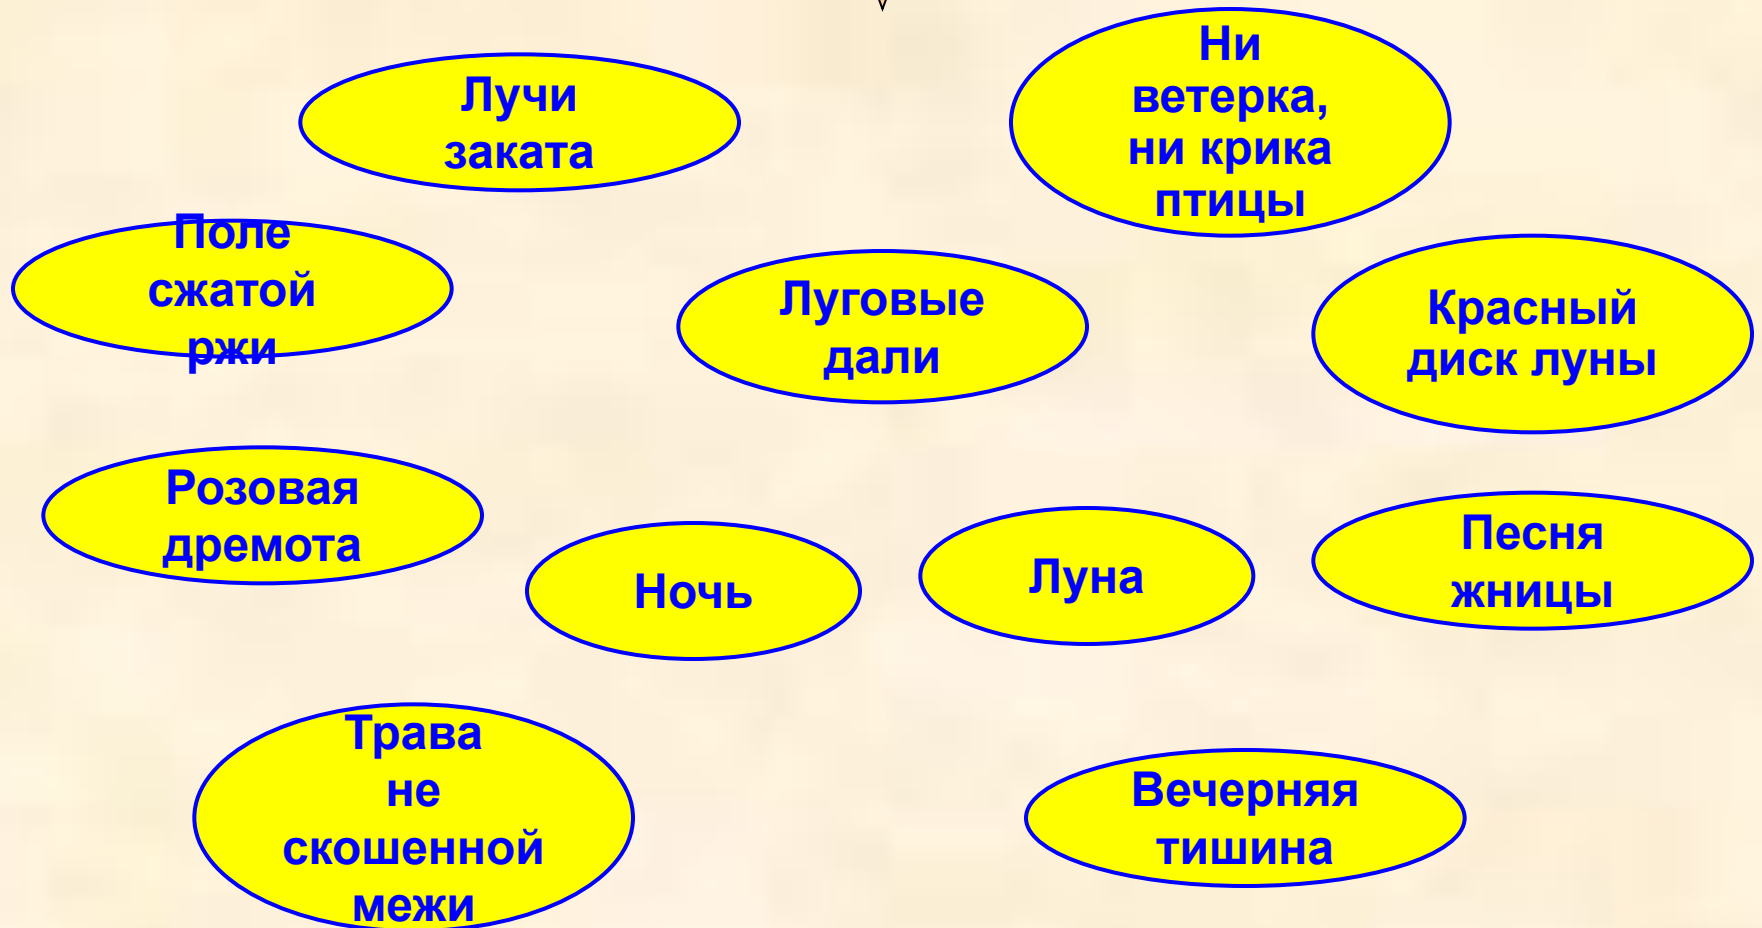 Лучи
заката
Ни
ветерка,
ни крика
птицы
Поле
сжатой
ржи
Луговые
дали
Красный
диск луны
Розовая
дремота
Ночь
Луна
Песня
жницы
Трава
не
скошенной
межи
Вечерняя
тишина